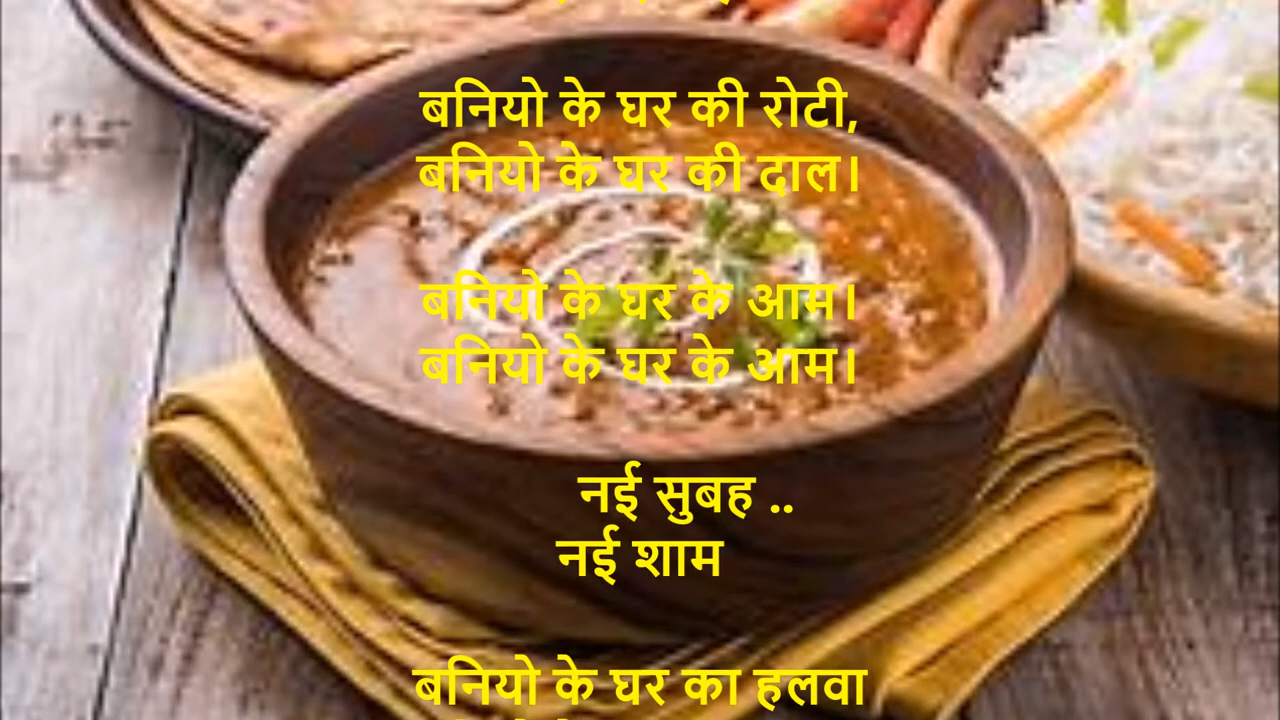 बनियो के घर की रोटी,
बनियो के घर की दाल।
बनियो के घर के आम।
बनियो के घर के आम।
नई सुबह ..
नई शाम
बनियो के घर का हलवा